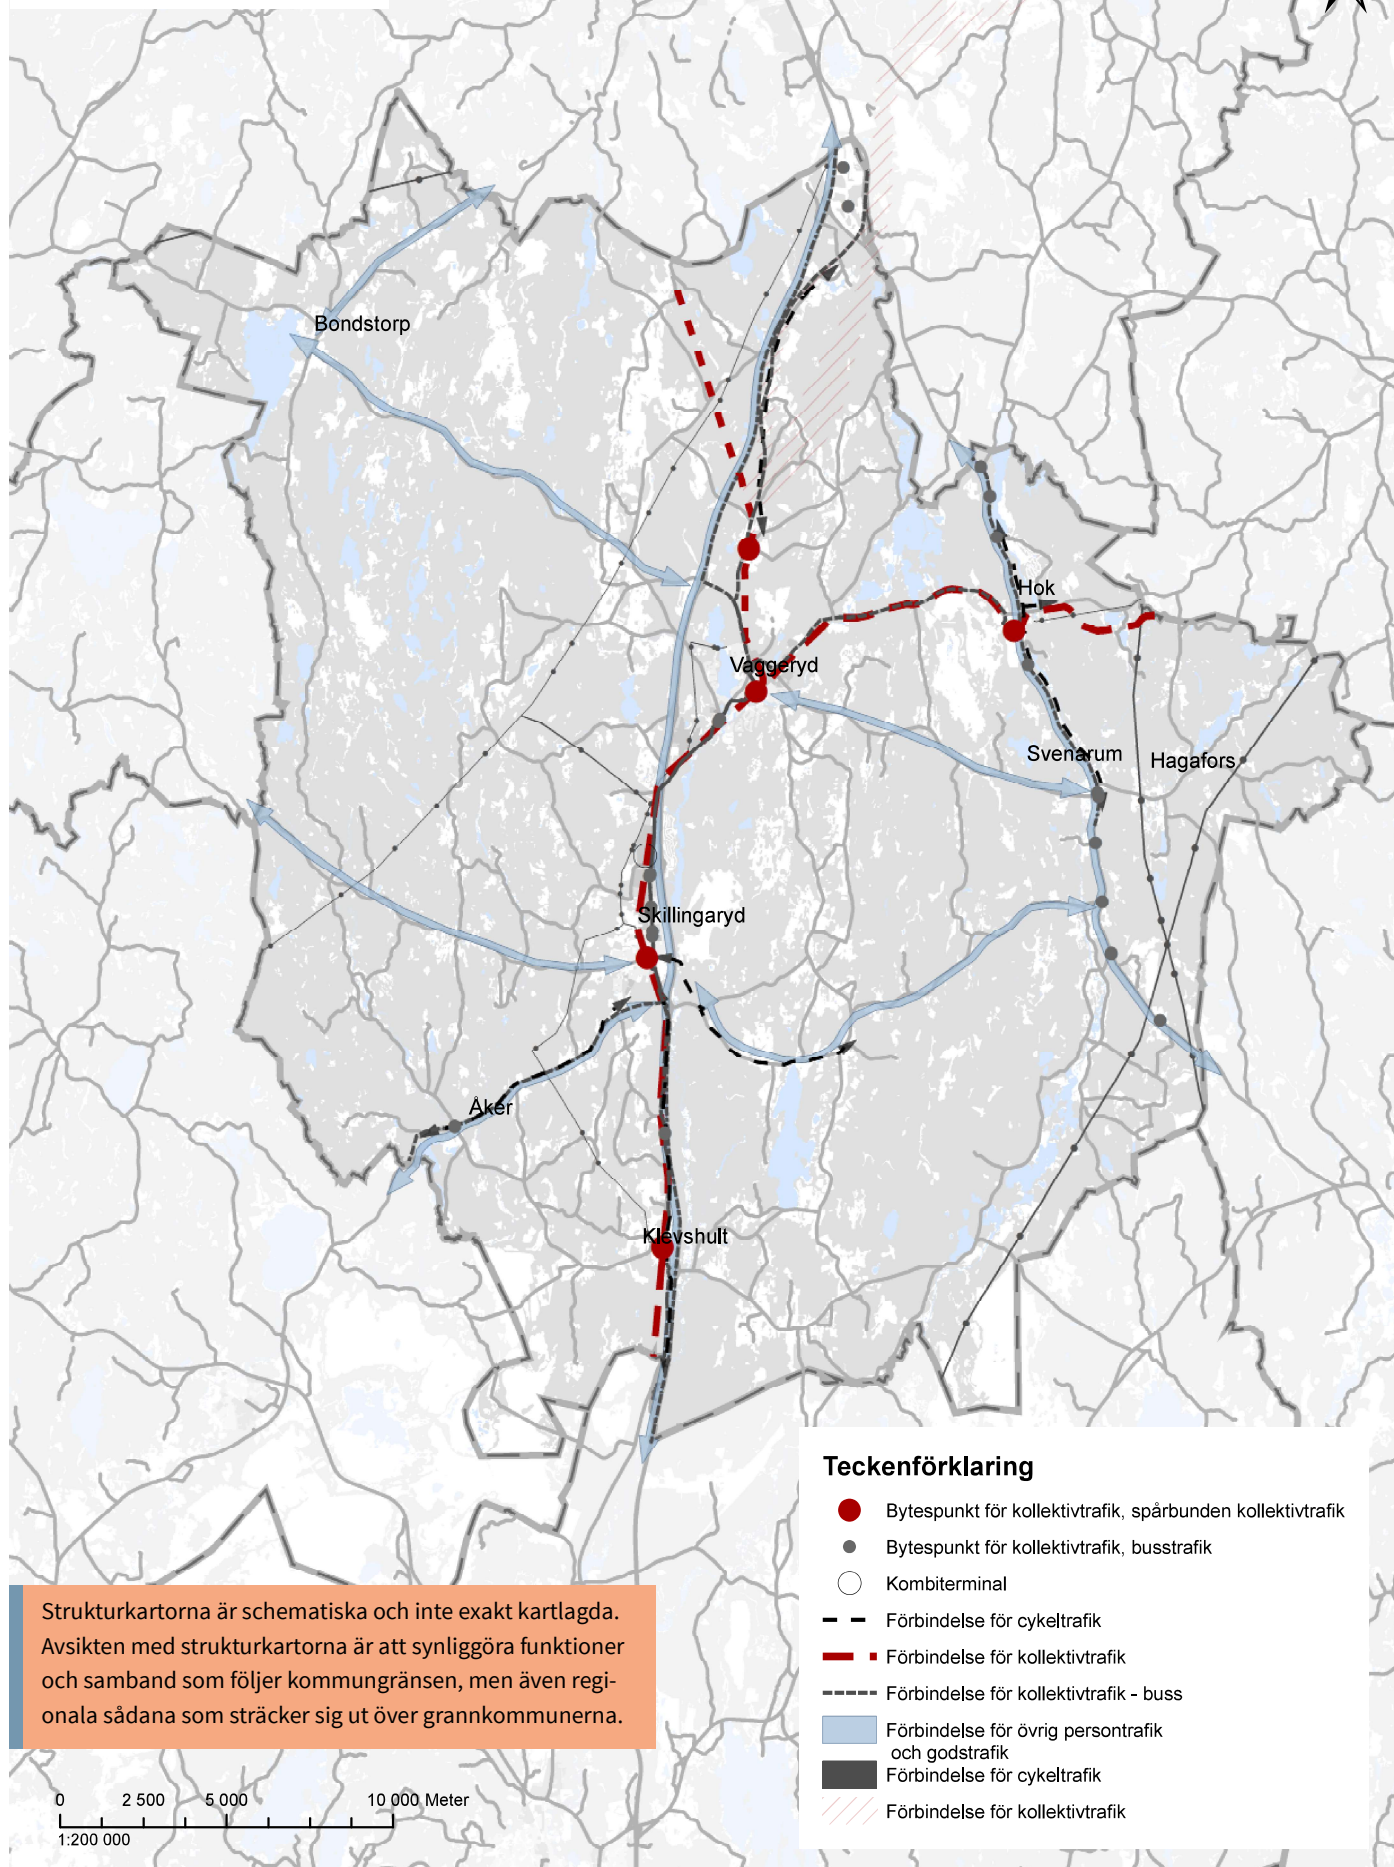 Bondstorp
Hok
Vaggeryd
Svenarum
Hagafors
Skillingaryd
Åker
Klevshult
Teckenförklaring
Bytespunkt för kollektivtrafik, spårbunden kollektivtrafik
Bytespunkt för kollektivtrafik, busstrafik
Kombiterminal
Förbindelse för cykeltrafik
Förbindelse för kollektivtrafik
Förbindelse för kollektivtrafik - buss
Förbindelse för övrig persontrafik
och godstrafik
Förbindelse för cykeltrafik
Förbindelse för kollektivtrafik
Strukturkartorna är schematiska och inte exakt kartlagda.
Avsikten med strukturkartorna är att synliggöra funktioner
och samband som följer kommungränsen, men även regi-
onala sådana som sträcker sig ut över grannkommunerna.
0 2 500 5 000 10 000 Meter
1:200 000